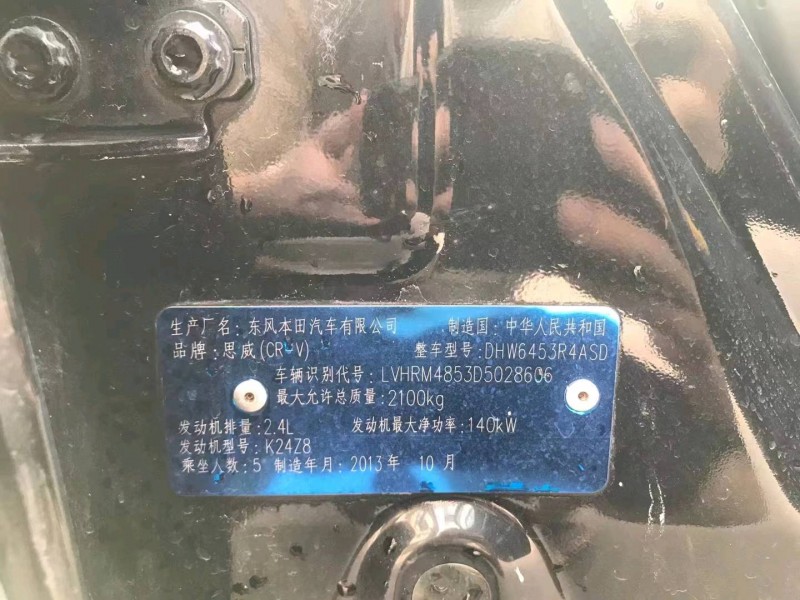 生产厂名：东风本田汽车有限公司 制造国：中华人民共和国
品牌：思威(CR-V) 整车型号：DHW6453R4ASD
车辆识别代号：LVHRM4853D5028606
最大允许总质量：2100kg
发动机排量：2.4L 发动机最大净功率：140kW
发动机型号：K24Z8
乘坐人数：5 制造年月：2013年 10月